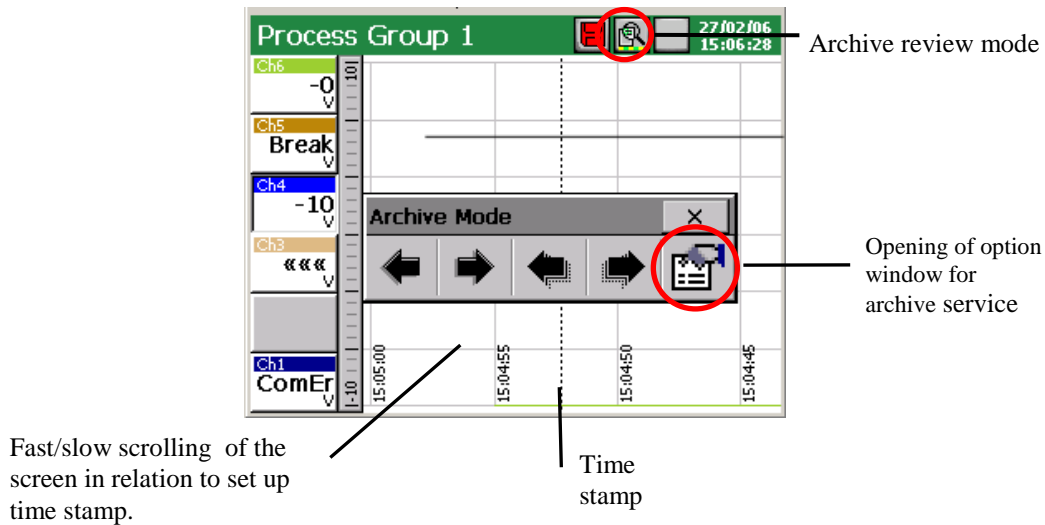 Process Group 1
27/02/06
15:06:28
Archive review mode
Ch6
-0
V
101
Ch5
Break
V
Ch4
-10
V
Archive Mode
Ch3
«««
V
Opening of option
window for
archive service
Ch1
ComEr
V
-10
15:05:00
15:04:55
15:04:50
15:04:45
Fast/slow scrolling of the
screen in relation to set up
time stamp.
Time
stamp